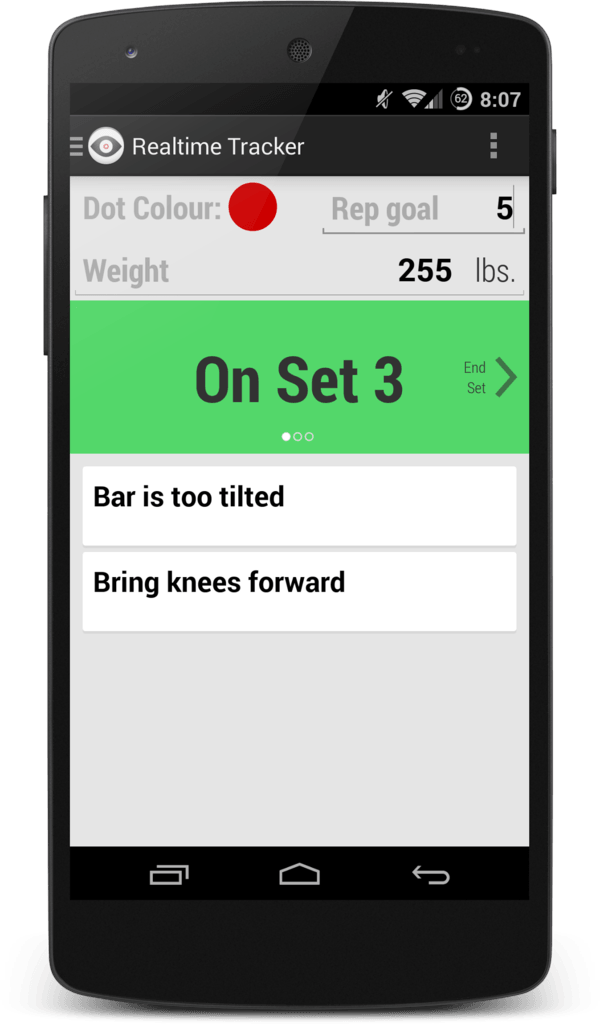 62 8:07
Realtime Tracker
Dot Colour: Rep goal 5
Weight 255 lbs.
On Set 3
End
Set
Bar is too tilted
Bring knees forward